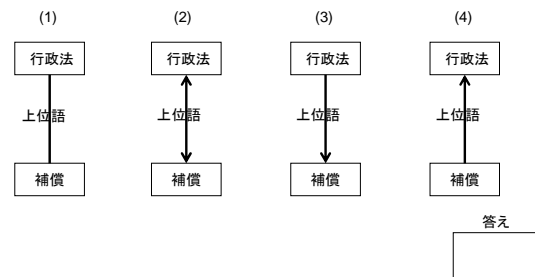 (1) (2) (3) (4)
行政法 行政法 行政法 行政法
上位語 上位語 上位語 上位語
補償 補償 補償 補償
答え